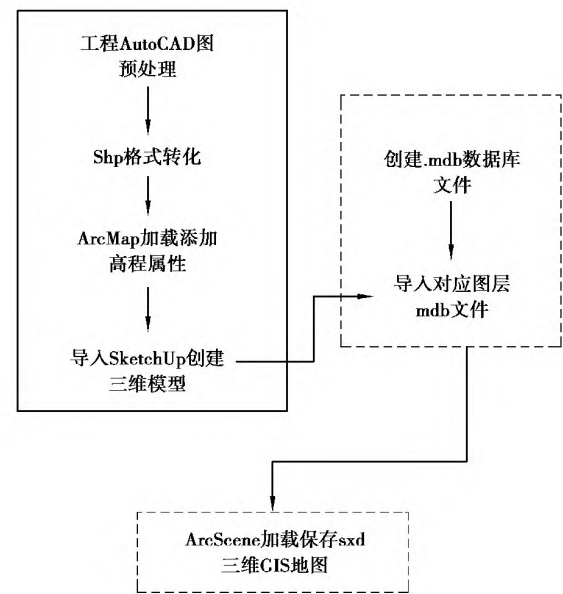 工程AutoCAD图
预处理
Shp格式转化
ArcMap加载添加
高程属性
导入SketchUp创建
三维模型
创建.mdb数据库
文件
导入对应图层
mdb文件
ArcScene加载保存sxd
三维GIS地图